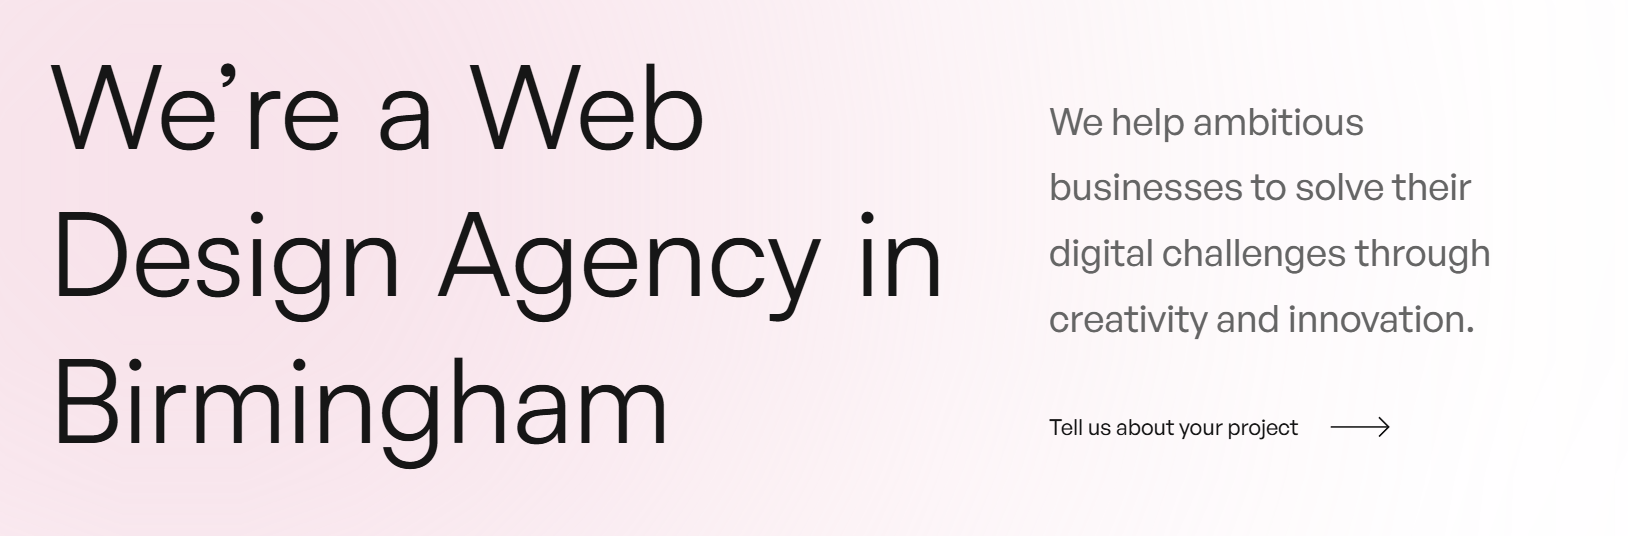 We’re a Web
Design Agency in
Birmingham
We help ambitious
businesses to solve their
digital challenges through
creativity and innovation.
Tell us about your project